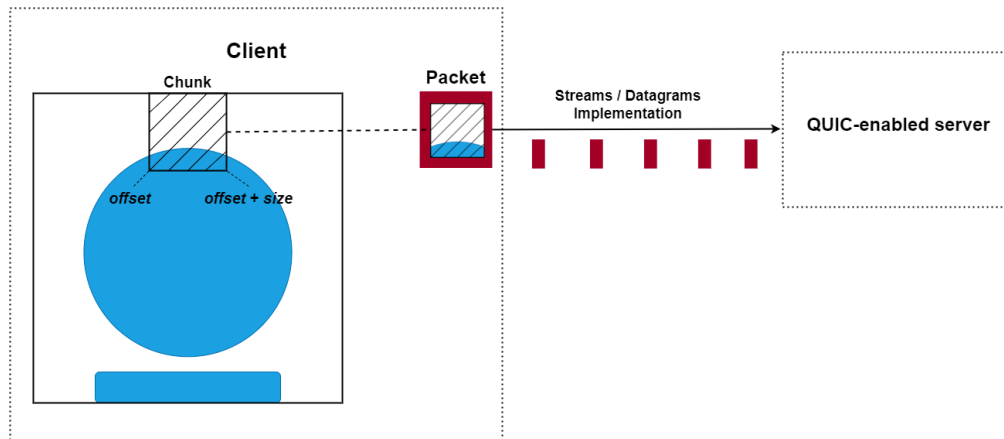 Client
Chunk
Packet
offset
offset + size
Streams / Datagrams
Implementation
QUIC-enabled server